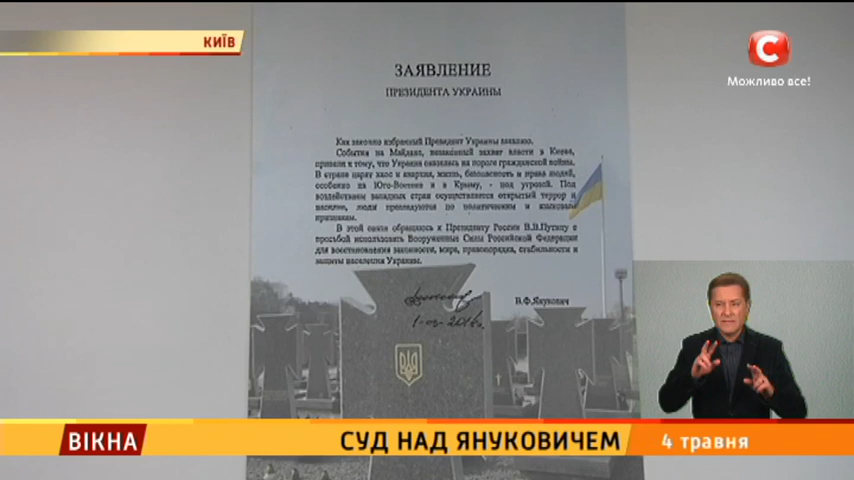 КИЇВ
Можливо все!
ЗАЯВЛЕНИЕ
ПРЕЗИДЕНТА УКРАИНЫ
Как законно избранный Президент Украины заявляю.
События на Майдане, незаконный захват власти в Киеве,
привели к тому, что Украина оказалась на пороге гражданской войны.
В стране царят хаос и анархия, жизнь, безопасность и права людей,
особенно на Юго-Востоке и в Крыму, - под угрозой. Под
воздействием западных стран осуществляется открытый террор и
насилие, люди преследуются по политическим и языковым
признакам.
В этой связи обращаюсь к Президенту России В.В.Путину с
просьбой использовать Вооруженные Силы Российской Федерации
для восстановления законности, мира, правопорядка, стабильности и
защиты населения Украины.
В.Ф.Янукович
ВІКНА
СУД НАД ЯНУКОВИЧЕМ
4 травня